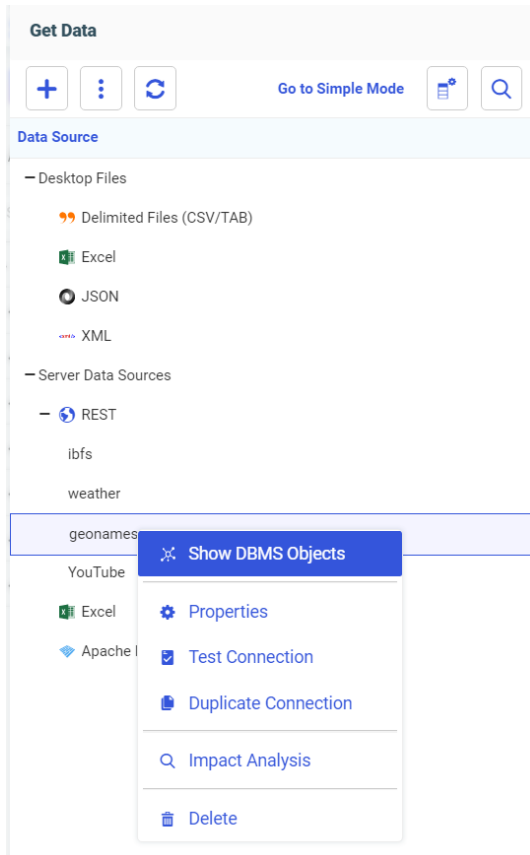 Get Data
Go to Simple Mode
Data Source
Desktop Files
Delimited Files (CSV/TAB)
Excel
JSON
XML
Server Data Sources
REST
ibfs
weather
geonames
Show DBMS Objects
YouTube
Properties
Excel
Test Connection
Apache
Duplicate Connection
Impact Analysis
Delete